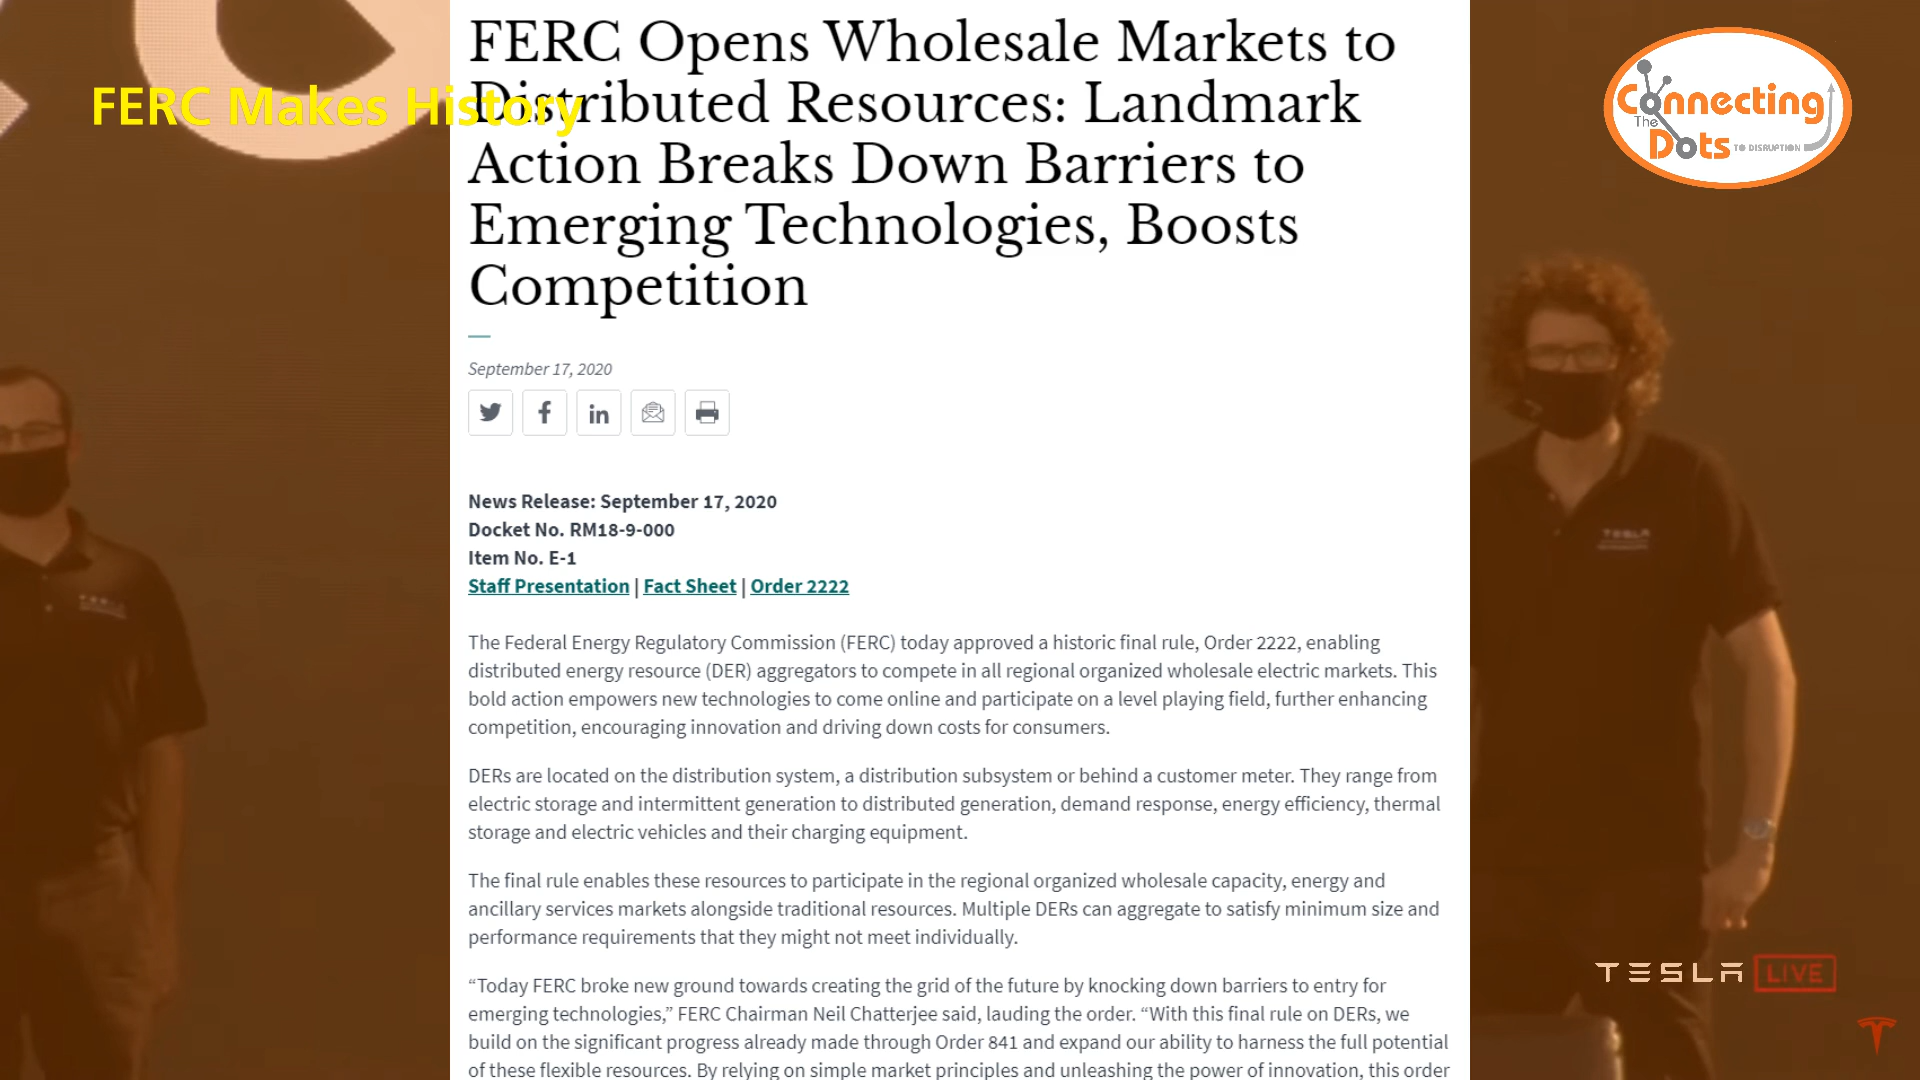 FERC Opens Wholesale Markets to
Distributed Resources: Landmark
Action Breaks Down Barriers to
Emerging Technologies, Boosts
Competition
FERC Makes History
Connecting
The
Dots TO DISRUPTION
September 17, 2020
News Release: September 17, 2020
Docket No. RM18-9-000
Item No. E-1
Staff Presentation | Fact Sheet | Order 2222
The Federal Energy Regulatory Commission (FERC) today approved a historic final rule, Order 2222, enabling
distributed energy resource (DER) aggregators to compete in all regional organized wholesale electric markets. This
bold action empowers new technologies to come online and participate on a level playing field, further enhancing
competition, encouraging innovation and driving down costs for consumers.
DERs are located on the distribution system, a distribution subsystem or behind a customer meter. They range from
electric storage and intermittent generation to distributed generation, demand response, energy efficiency, thermal
storage and electric vehicles and their charging equipment.
The final rule enables these resources to participate in the regional organized wholesale capacity, energy and
ancillary services markets alongside traditional resources. Multiple DERs can aggregate to satisfy minimum size and
performance requirements that they might not meet individually.
“Today FERC broke new ground towards creating the grid of the future by knocking down barriers to entry for
emerging technologies,” FERC Chairman Neil Chatterjee said, lauding the order. “With this final rule on DERs, we
build on the significant progress already made through Order 841 and expand our ability to harness the full potential
of these flexible resources. By relying on simple market principles and unleashing the power of innovation, this order
TESLA
TESLA LIVE